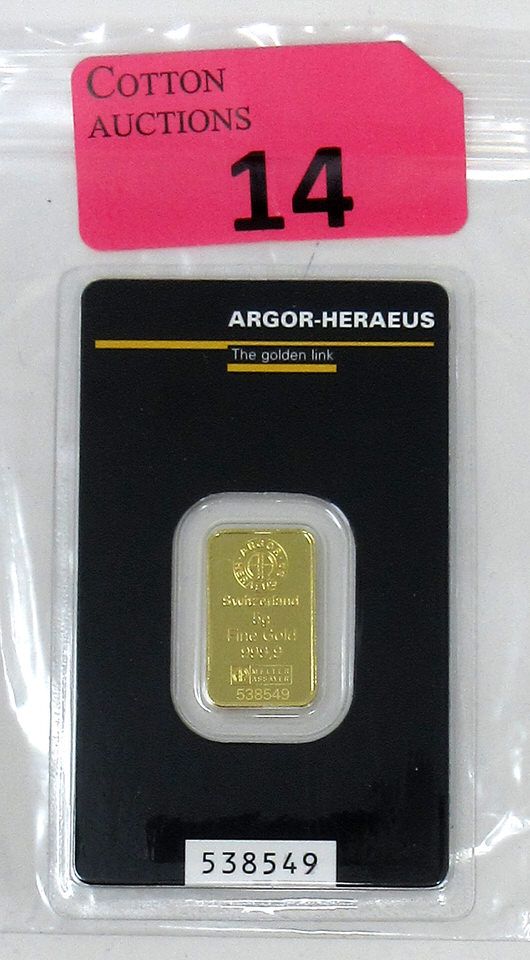 COTTON
AUCTIONS
14
ARGOR-HERAEUS
The golden link
Switzerland
5g
Fine Gold
999,9
MELTER
ASSAYER
538549
538549